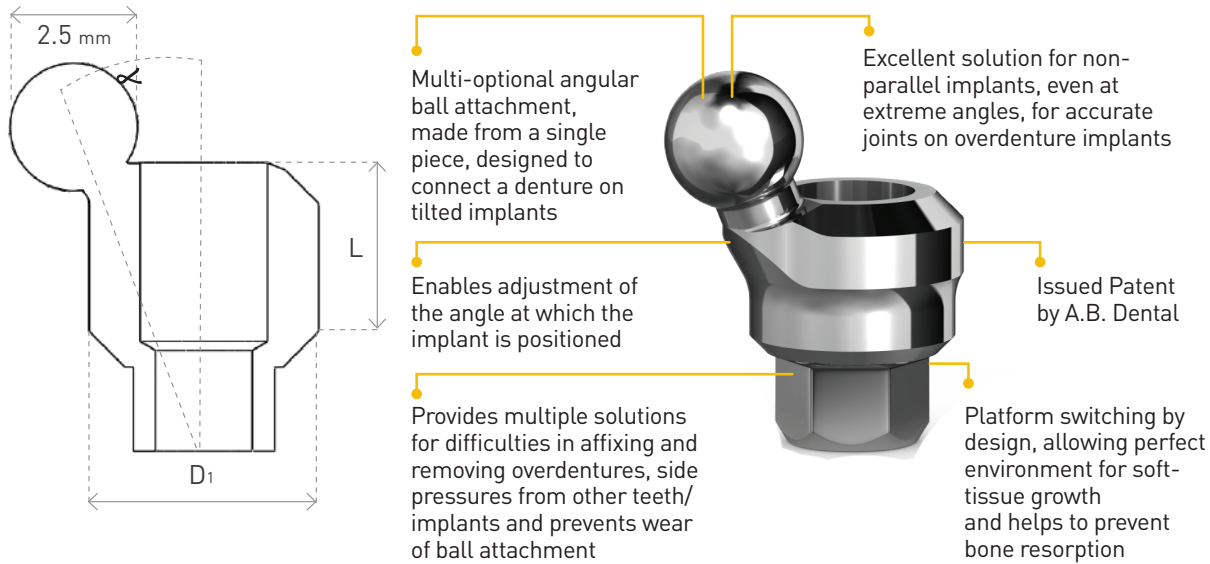 2.5 mm
α
L
D1
Multi-optional angular
ball attachment,
made from a single
piece, designed to
connect a denture on
tilted implants
Excellent solution for non-
parallel implants, even at
extreme angles, for accurate
joints on overdenture implants
Enables adjustment of
the angle at which the
implant is positioned
Issued Patent
by A.B. Dental
Provides multiple solutions
for difficulties in affixing and
removing overdentures, side
pressures from other teeth/
implants and prevents wear
of ball attachment
Platform switching by
design, allowing perfect
environment for soft-
tissue growth
and helps to prevent
bone resorption